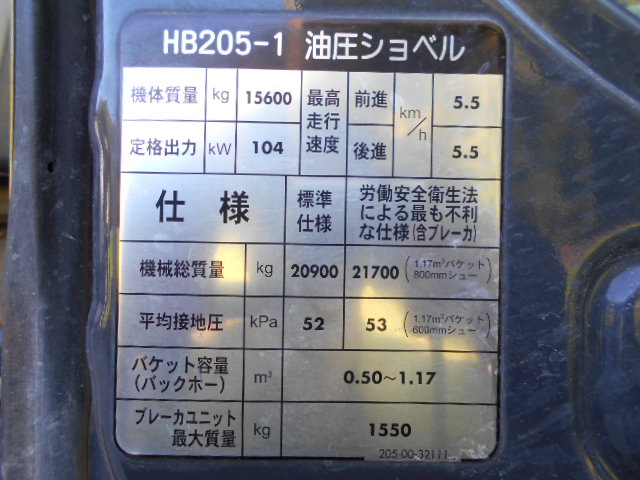 HB205-1 油圧ショベル
機体質量 kg 15600 最高走行速度 前進 km/h 5.5
定格出力 kW 104 後進 5.5
仕様 標準仕様 労働安全衛生法による最も不利な仕様(含ブレーカ)
機械総質量 kg 20900 21700 (1.17m³バケット 800mmシュー)
平均接地圧 kPa 52 53 (1.17m³バケット 600mmシュー)
バケット容量(バックホー) m³ 0.50～1.17
ブレーカユニット最大質量 kg 1550
205 00-32111